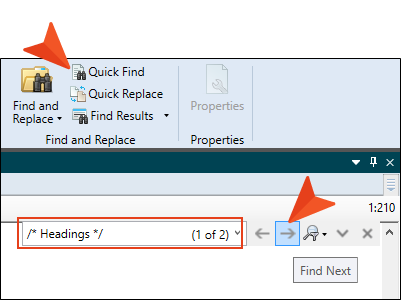 Quick Find
Find and Replace
Quick Replace
Find Results
Properties
Find and Replace
Properties
1:210
/* Headings */ (1 of 2)
Find Next